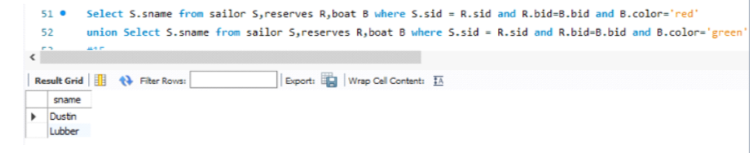 51 Select S.sname from sailor S,reserves R,boat B where S.sid = R.sid and R.bid=B.bid and B.color='red'
52 union Select S.sname from sailor S,reserves R,boat B where S.sid = R.sid and R.bid=B.bid and B.color='green'
Result Grid Filter Rows: Export: Wrap Cell Content:
sname
Dustin
Lubber